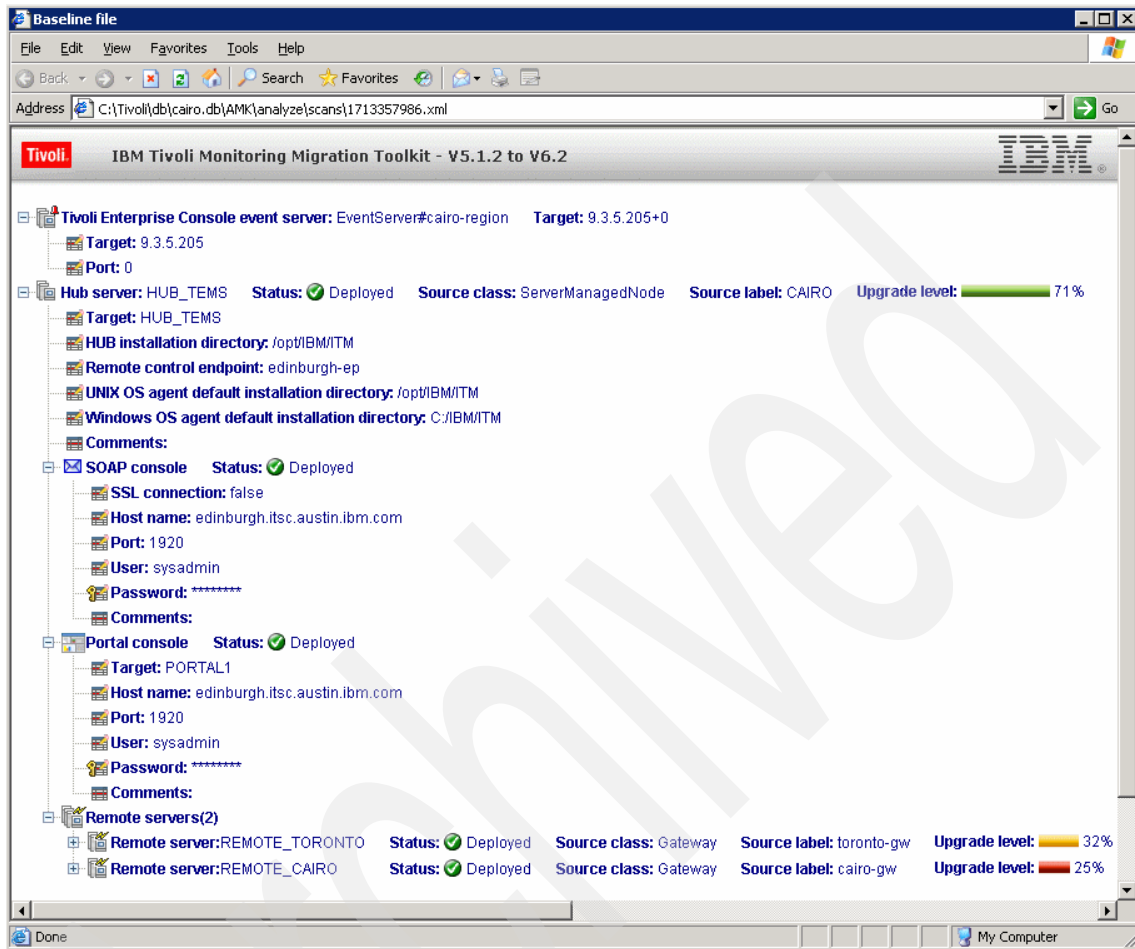 Baseline file
File Edit View Favorites Tools Help
Back Search Favorites
Address C:\Tivoli\db\cairo.db\AMK\analyze\scans\1713357986.xml Go
Tivoli. IBM Tivoli Monitoring Migration Toolkit - V5.1.2 to V6.2 IBM®
Tivoli Enterprise Console event server: EventServer#cairo-region Target: 9.3.5.205+0
Target: 9.3.5.205
Port: 0
Hub server: HUB_TEMS Status: Deployed Source class: ServerManagedNode Source label: CAIRO Upgrade level: 71%
Target: HUB_TEMS
HUB installation directory: /opt/IBM/ITM
Remote control endpoint: edinburgh-ep
UNIX OS agent default installation directory: /opt/IBM/ITM
Windows OS agent default installation directory: C:/IBM/ITM
Comments:
SOAP console Status: Deployed
SSL connection: false
Host name: edinburgh.itsc.austin.ibm.com
Port: 1920
User: sysadmin
Password: ********
Comments:
Portal console Status: Deployed
Target: PORTAL1
Host name: edinburgh.itsc.austin.ibm.com
Port: 1920
User: sysadmin
Password: ********
Comments:
Remote servers(2)
Remote server:REMOTE_TORONTO Status: Deployed Source class: Gateway Source label: toronto-gw Upgrade level: 32%
Remote server:REMOTE_CAIRO Status: Deployed Source class: Gateway Source label: cairo-gw Upgrade level: 25%
Done My Computer